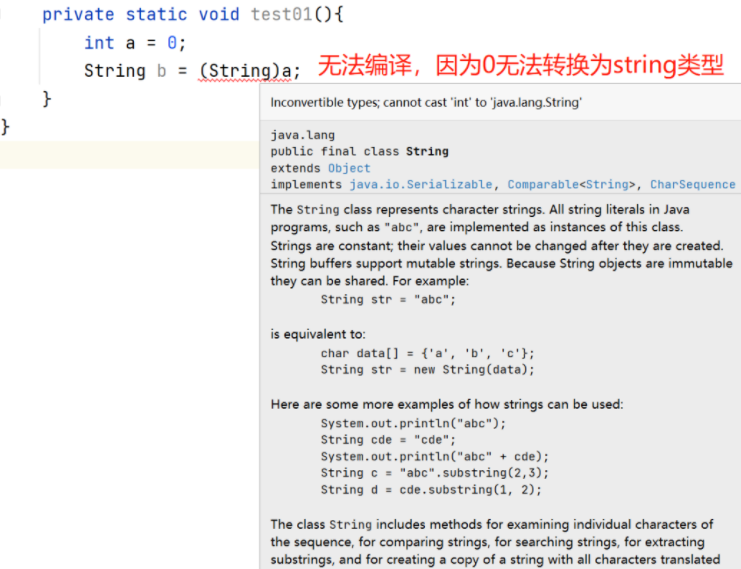 private static void test01(){
int a = 0;
String b = (String)a; 无法编译，因为0无法转换为string类型
}
}
Inconvertible types; cannot cast 'int' to 'java.lang.String'
java.lang
public final class String
extends Object
implements java.io.Serializable, Comparable<String>, CharSequence
The String class represents character strings. All string literals in Java
programs, such as "abc", are implemented as instances of this class.
Strings are constant; their values cannot be changed after they are created.
String buffers support mutable strings. Because String objects are immutable
they can be shared. For example:
String str = "abc";
is equivalent to:
char data[] = {'a', 'b', 'c'};
String str = new String(data);
Here are some more examples of how strings can be used:
System.out.println("abc");
String cde = "cde";
System.out.println("abc" + cde);
String c = "abc".substring(2,3);
String d = cde.substring(1, 2);
The class String includes methods for examining individual characters of
the sequence, for comparing strings, for searching strings, for extracting
substrings, and for creating a copy of a string with all characters translated